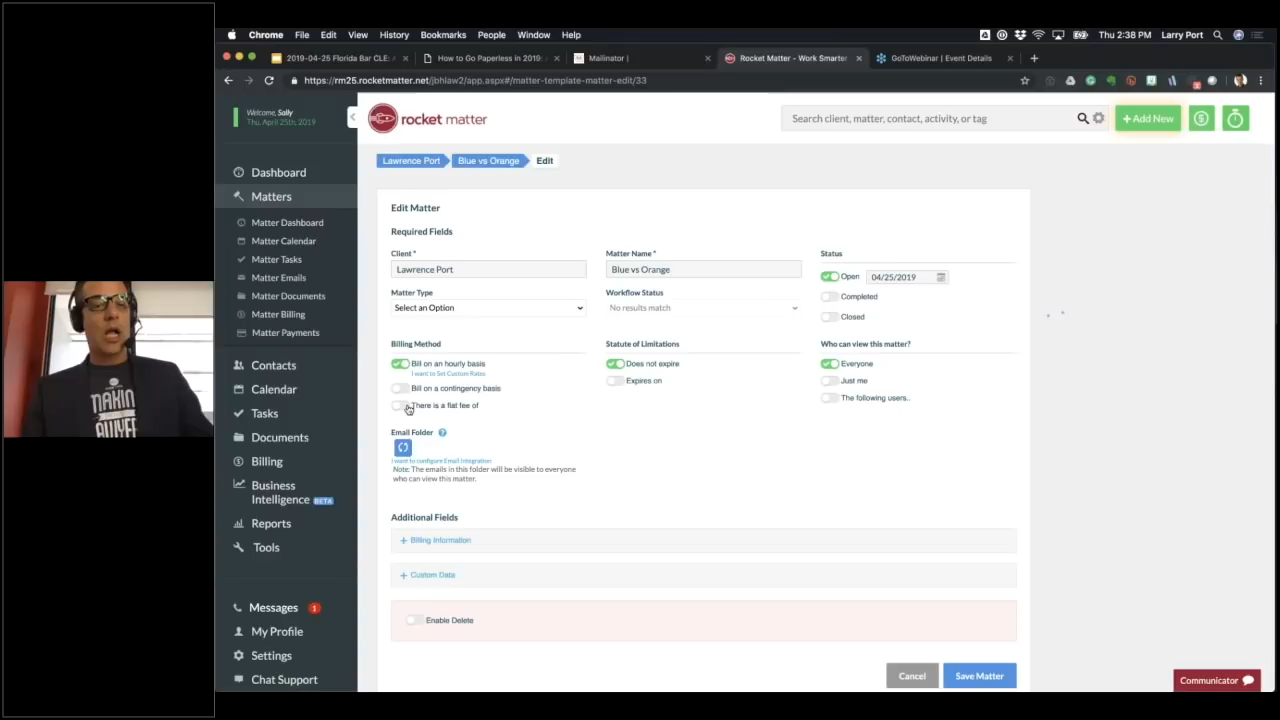 Chrome File Edit View History Bookmarks People Window Help Thu 2:38 PM Larry Port
2019-04-25 Florida Bar CLE: How to Go Paperless in 2019: Mailinator | Rocket Matter - Work Smarter GoToWebinar | Event Details
https://rm25.rocketmatter.net/jbhlaw2/app.aspx#/matter-template-matter-edit/33
Welcome, Sally
Thu, April 25th, 2019
rocket matter
Search client, matter, contact, activity, or tag
+ Add New
Lawrence Port Blue vs Orange Edit
Dashboard
Matters
Matter Dashboard
Matter Calendar
Matter Tasks
Matter Emails
Matter Documents
Matter Billing
Matter Payments
Contacts
Calendar
Tasks
Documents
Billing
Business
Intelligence BETA
Reports
Tools
Messages 1
My Profile
Settings
Chat Support
Edit Matter
Required Fields
Client * Matter Name * Status
Lawrence Port Blue vs Orange Open 04/25/2019
Matter Type Workflow Status Completed
Select an Option No results match Closed
Billing Method Statute of Limitations Who can view this matter?
Bill on an hourly basis Does not expire Everyone
I want to Set Custom Rates
Bill on a contingency basis Expires on Just me
There is a flat fee of The following users..
Email Folder ?
I want to configure Email Integration
Note: The emails in this folder will be visible to everyone
who can view this matter.
Additional Fields
+ Billing Information
+ Custom Data
Enable Delete
Cancel Save Matter
Communicator
MAKIN